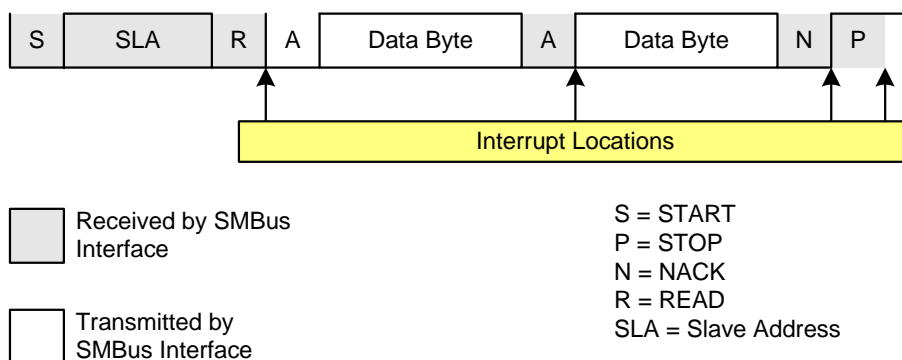 S SLA R A Data Byte A Data Byte N P
Interrupt Locations
Received by SMBus
Interface
Transmitted by
SMBus Interface
S = START
P = STOP
N = NACK
R = READ
SLA = Slave Address